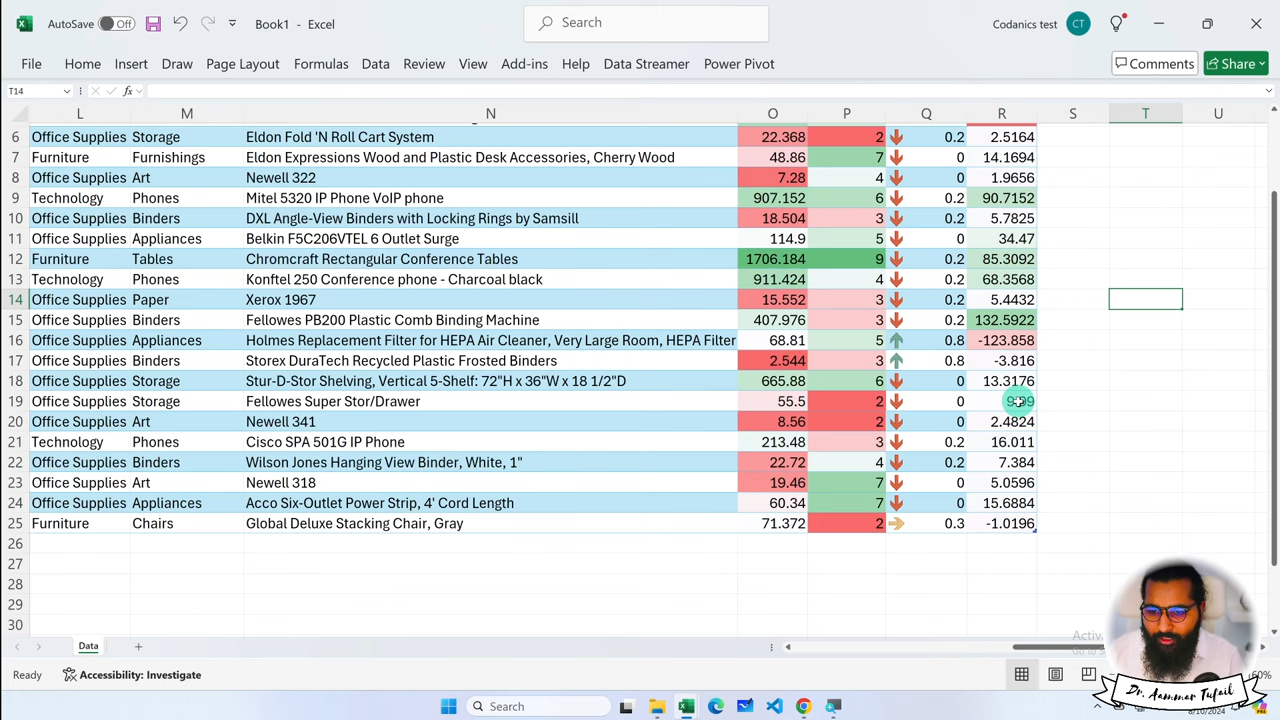 AutoSave Off Book1 - Excel Search Codanics test CT
File Home Insert Draw Page Layout Formulas Data Review View Add-ins Help Data Streamer Power Pivot Comments Share
T14 fx
L M N O P Q R S T U
6 Office Supplies Storage Eldon Fold 'N Roll Cart System 22.368 2 0.2 2.5164
7 Furniture Furnishings Eldon Expressions Wood and Plastic Desk Accessories, Cherry Wood 48.86 7 0 14.1694
8 Office Supplies Art Newell 322 7.28 4 0 1.9656
9 Technology Phones Mitel 5320 IP Phone VoIP phone 907.152 6 0.2 90.7152
10 Office Supplies Binders DXL Angle-View Binders with Locking Rings by Samsill 18.504 3 0.2 5.7825
11 Office Supplies Appliances Belkin F5C206VTEL 6 Outlet Surge 114.9 5 0 34.47
12 Furniture Tables Chromcraft Rectangular Conference Tables 1706.184 9 0.2 85.3092
13 Technology Phones Konftel 250 Conference phone - Charcoal black 911.424 4 0.2 68.3568
14 Office Supplies Paper Xerox 1967 15.552 3 0.2 5.4432
15 Office Supplies Binders Fellowes PB200 Plastic Comb Binding Machine 407.976 3 0.2 132.5922
16 Office Supplies Appliances Holmes Replacement Filter for HEPA Air Cleaner, Very Large Room, HEPA Filter 68.81 5 0.8 -123.858
17 Office Supplies Binders Storex DuraTech Recycled Plastic Frosted Binders 2.544 3 0.8 -3.816
18 Office Supplies Storage Stur-D-Stor Shelving, Vertical 5-Shelf: 72"H x 36"W x 18 1/2"D 665.88 6 0 13.3176
19 Office Supplies Storage Fellowes Super Stor/Drawer 55.5 2 0
20 Office Supplies Art Newell 341 8.56 2 0 2.4824
21 Technology Phones Cisco SPA 501G IP Phone 213.48 3 0.2 16.011
22 Office Supplies Binders Wilson Jones Hanging View Binder, White, 1" 22.72 4 0.2 7.384
23 Office Supplies Art Newell 318 19.46 7 0 5.0596
24 Office Supplies Appliances Acco Six-Outlet Power Strip, 4' Cord Length 60.34 7 0 15.6884
25 Furniture Chairs Global Deluxe Stacking Chair, Gray 71.372 2 0.3 -1.0196
26
27
28
29
30
Data
Ready Accessibility: Investigate
Dr. Aammar Tufail
Search